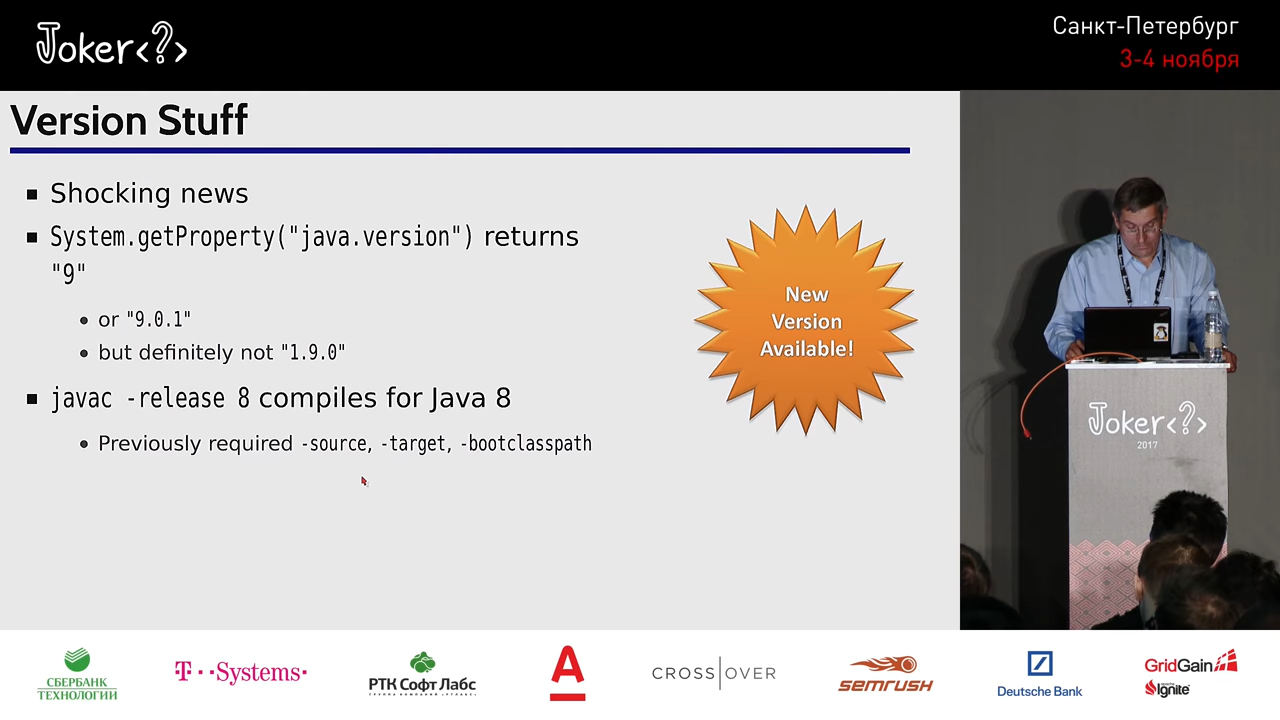 Joker<?>
Санкт-Петербург
3-4 ноября
Version Stuff
Shocking news
System.getProperty("java.version") returns
"9"
or "9.0.1"
but definitely not "1.9.0"
javac -release 8 compiles for Java 8
Previously required -source, -target, -bootclasspath
New
Version
Available!
Joker<?>
2017
СБЕРБАНК
ТЕХНОЛОГИИ
T··Systems·
РТК Софт Лабс
А
CROSSOVER
semrush
Deutsche Bank
GridGain
Ignite